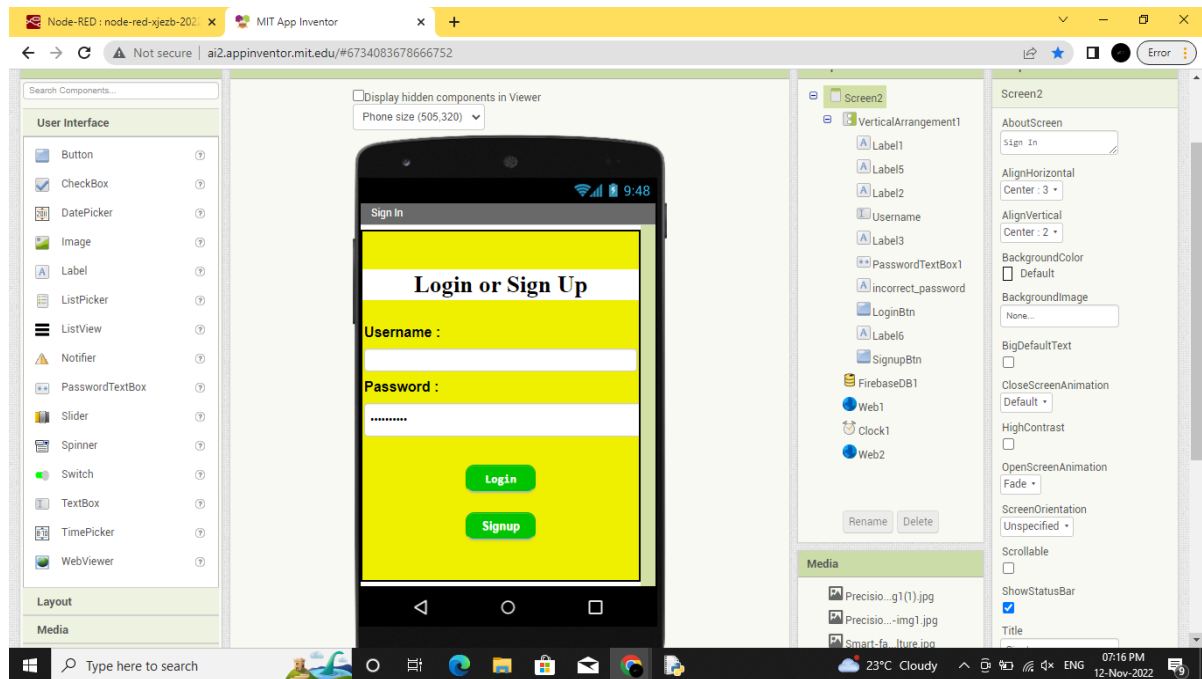 Node-RED : node-red-xjezb-202
MIT App Inventor
Not secure
ai2.appinventor.mit.edu/#6734083678666752
Error
Search Components...
User Interface
Button
CheckBox
DatePicker
Image
Label
ListPicker
ListView
Notifier
PasswordTextBox
Slider
Spinner
Switch
TextBox
TimePicker
WebViewer
Layout
Media
Display hidden components in Viewer
Phone size (505,320)
9:48
Sign In
Login or Sign Up
Username :
Password :
••••••••••
Login
Signup
Screen2
VerticalArrangement1
Label1
Label5
Label2
Username
Label3
PasswordTextBox1
incorrect_password
LoginBtn
Label6
SignupBtn
FirebaseDB1
Web1
Clock1
Web2
Rename
Delete
Media
Precisio...g1(1).jpg
Precisio...-img1.jpg
Smart-fa...lture.jpg
Screen2
AboutScreen
Sign In
AlignHorizontal
Center : 3
AlignVertical
Center : 2
BackgroundColor
Default
BackgroundImage
None...
BigDefaultText
CloseScreenAnimation
Default
HighContrast
OpenScreenAnimation
Fade
ScreenOrientation
Unspecified
Scrollable
ShowStatusBar
Title
Type here to search
23°C Cloudy
ENG
07:16 PM
12-Nov-2022
9